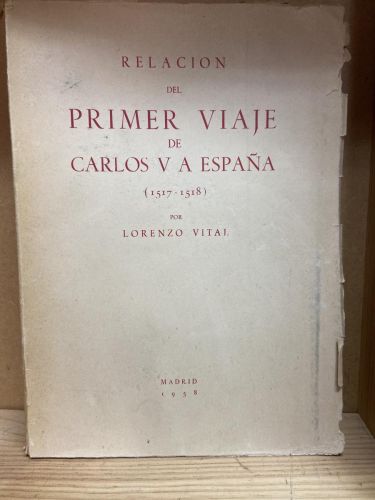 RELACION
DEL
PRIMER VIAJE
DE
CARLOS V A ESPAÑA
(1517-1518)
POR
LORENZO VITAL
MADRID
1958